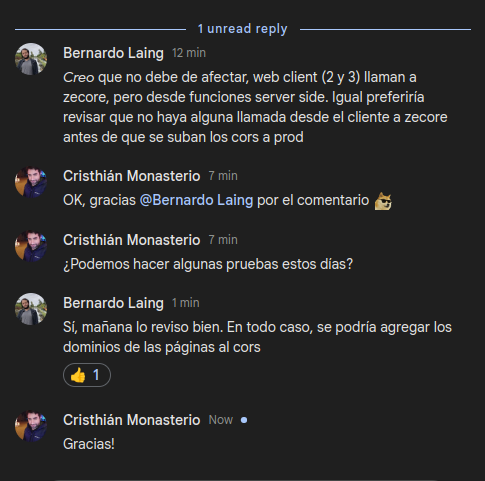 1 unread reply
Bernardo Laing 12 min
Creo que no debe de afectar, web client (2 y 3) llaman a
zecore, pero desde funciones server side. Igual preferiría
revisar que no haya alguna llamada desde el cliente a zecore
antes de que se suban los cors a prod
Cristhián Monasterio 7 min
OK, gracias @Bernardo Laing por el comentario
Cristhián Monasterio 7 min
¿Podemos hacer algunas pruebas estos días?
Bernardo Laing 1 min
Sí, mañana lo reviso bien. En todo caso, se podría agregar los
dominios de las páginas al cors
👍 1
Cristhián Monasterio Now
Gracias!